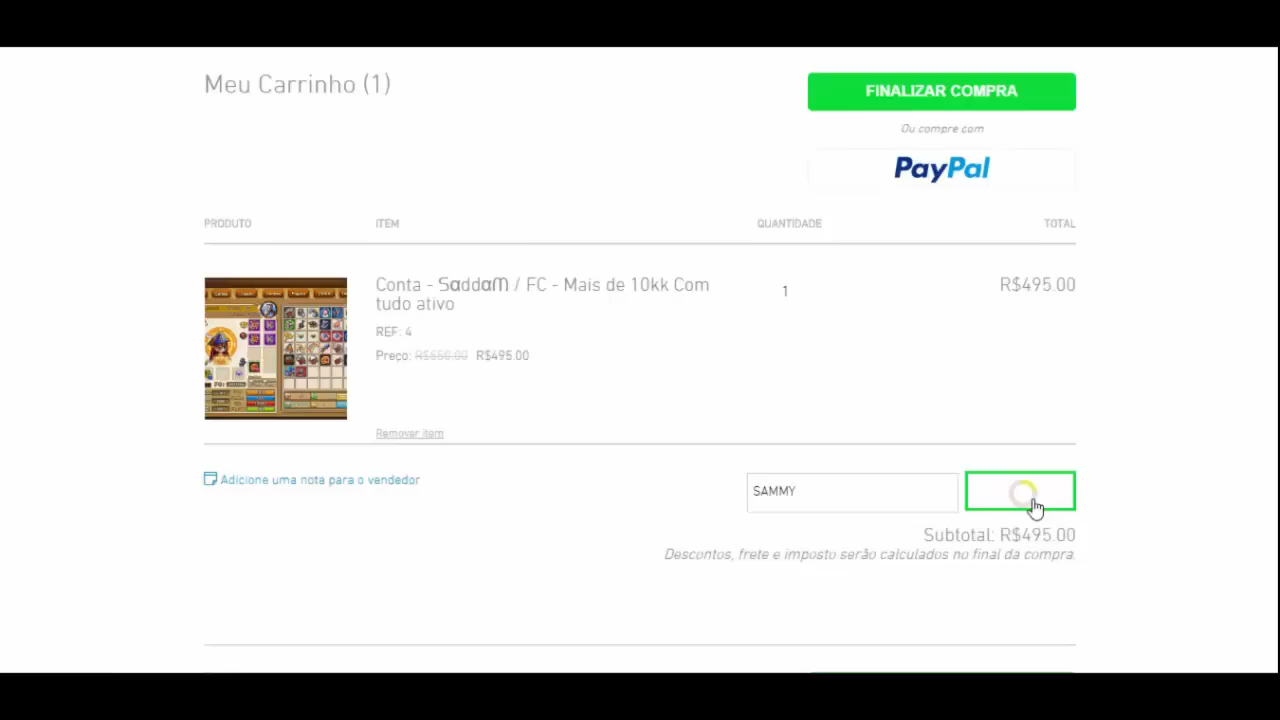 Meu Carrinho (1)
FINALIZAR COMPRA
Ou compre com
PayPal
PRODUTO ITEM QUANTIDADE TOTAL
Conta - SaddaM / FC - Mais de 10kk Com tudo ativo
1
R$495.00
REF: 4
Preço: R$650.00 R$495.00
Remover item
Adicione uma nota para o vendedor
SAMMY
Subtotal: R$495.00
Descontos, frete e imposto serão calculados no final da compra.